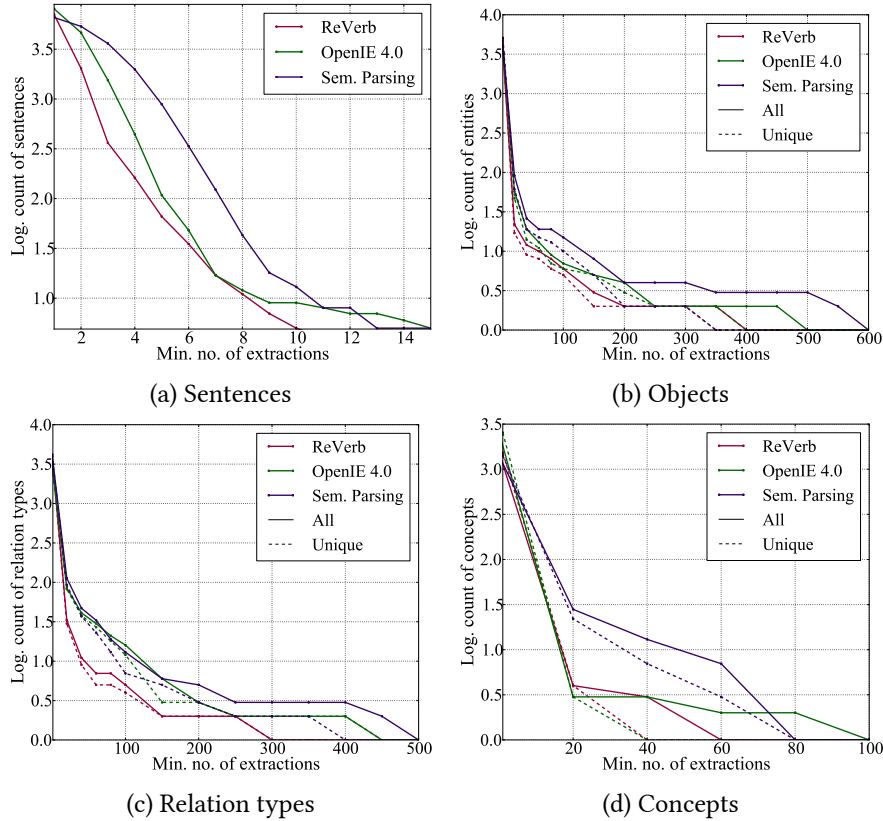 ReVerb
OpenIE 4.0
Sem. Parsing
3.5
3.0
2.5
2.0
1.5
1.0
Log. count of sentences
2 4 6 8 10 12 14
Min. no. of extractions
(a) Sentences
ReVerb
OpenIE 4.0
Sem. Parsing
All
Unique
4.0
3.5
3.0
2.5
2.0
1.5
1.0
0.5
0.0
Log. count of entities
100 200 300 400 500 600
Min. no. of extractions
(b) Objects
ReVerb
OpenIE 4.0
Sem. Parsing
All
Unique
4.0
3.5
3.0
2.5
2.0
1.5
1.0
0.5
0.0
Log. count of relation types
100 200 300 400 500
Min. no. of extractions
(c) Relation types
ReVerb
OpenIE 4.0
Sem. Parsing
All
Unique
3.5
3.0
2.5
2.0
1.5
1.0
0.5
0.0
Log. count of concepts
20 40 60 80 100
Min. no. of extractions
(d) Concepts